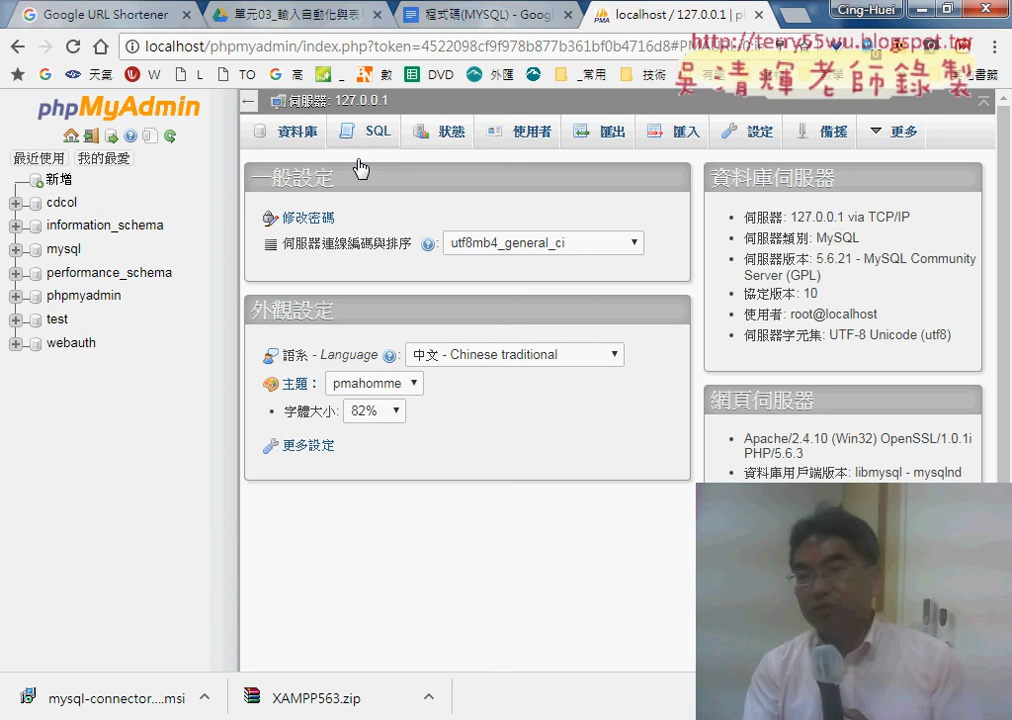 Google URL Shortener
單元03_輸入自動化與表單
程式碼(MYSQL) - Goog
localhost / 127.0.0.1 | p
Cing-Huei
localhost/phpmyadmin/index.php?token=4522098cf9f978b877b361bf0b4716d8#PMA
http://terry55wu.blogspot.tw
天氣
W
L
TO
高
_
數
DVD
外匯
_常用
技術
吳清輝老師錄製
phpMyAdmin
最近使用 我的最愛
新增
cdcol
information_schema
mysql
performance_schema
phpmyadmin
test
webauth
伺服器: 127.0.0.1
資料庫
SQL
狀態
使用者
匯出
匯入
設定
備援
更多
一般設定
修改密碼
伺服器連線編碼與排序 : utf8mb4_general_ci
外觀設定
語系 - Language : 中文 - Chinese traditional
主題： pmahomme
• 字體大小: 82%
更多設定
資料庫伺服器
• 伺服器: 127.0.0.1 via TCP/IP
• 伺服器類別: MySQL
• 伺服器版本: 5.6.21 - MySQL Community
Server (GPL)
• 協定版本: 10
• 使用者: root@localhost
• 伺服器字元集: UTF-8 Unicode (utf8)
網頁伺服器
• Apache/2.4.10 (Win32) OpenSSL/1.0.1i
PHP/5.6.3
• 資料庫用戶端版本: libmysql - mysqlnd
mysql-connector....msi
XAMPP563.zip